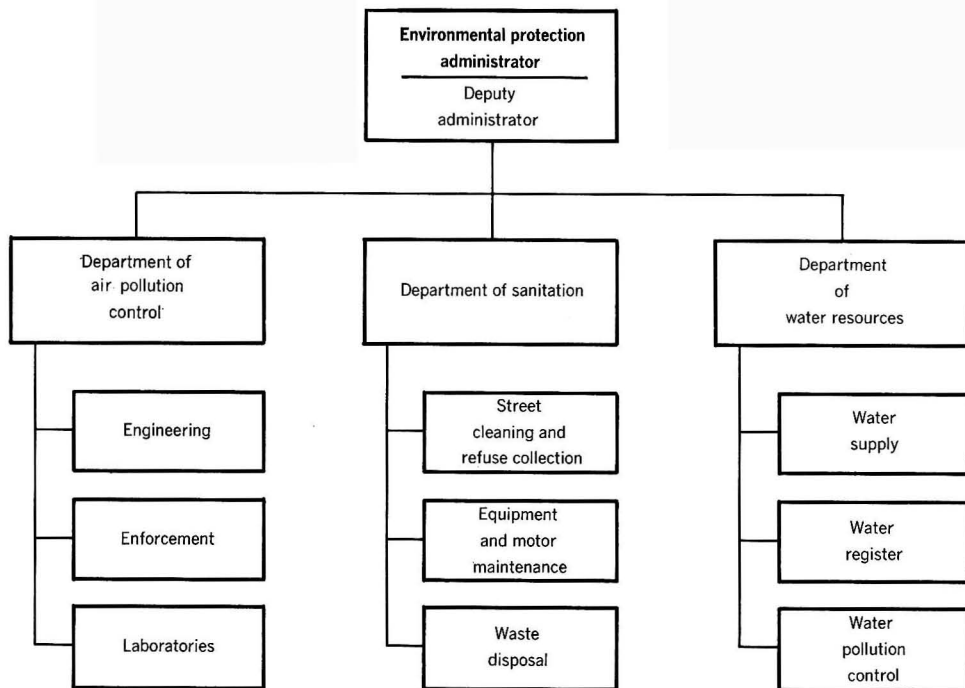 Environmental protection
administrator
Deputy
administrator
Department of
air pollution
control
Department of sanitation
Department
of
water resources
Engineering
Enforcement
Laboratories
Street
cleaning and
refuse collection
Equipment
and motor
maintenance
Waste
disposal
Water
supply
Water
register
Water
pollution
control